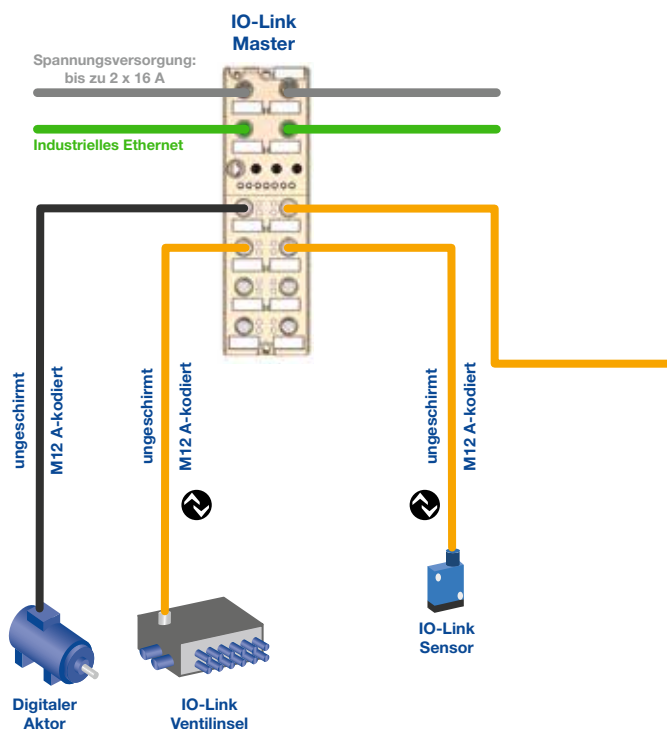 IO-Link
Master
Spannungsversorgung:
bis zu 2 x 16 A
Industrielles Ethernet
ungeschirmt
M12 A-kodiert
ungeschirmt
M12 A-kodiert
ungeschirmt
M12 A-kodiert
IO-Link
Sensor
Digitaler
Aktor
IO-Link
Ventilinsel